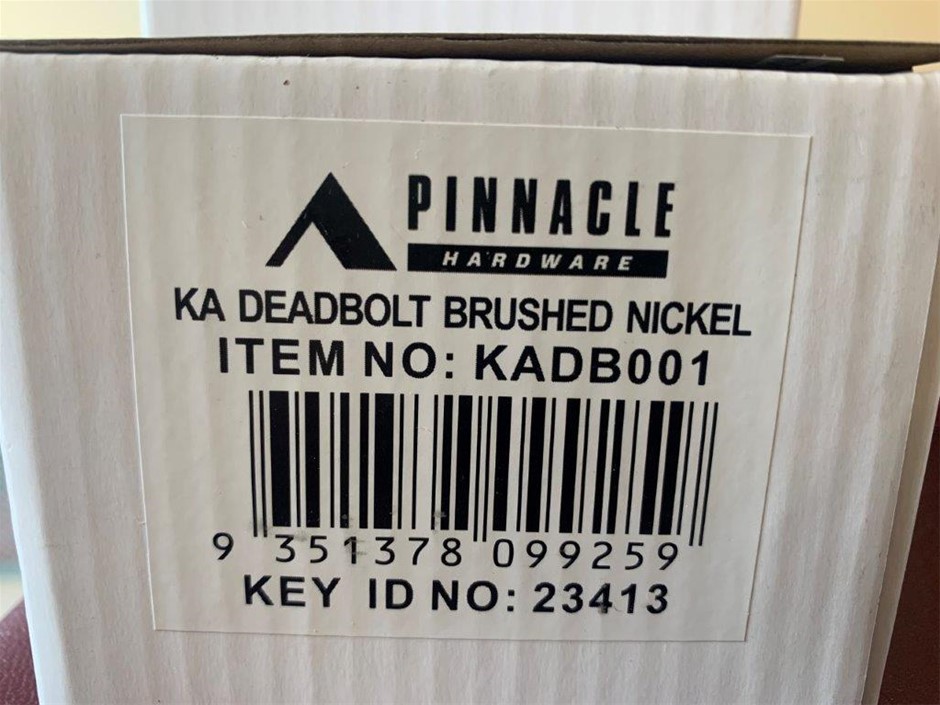 PINNACLE
HARDWARE
KA DEADBOLT BRUSHED NICKEL
ITEM NO: KADB001
9 351378 099259
KEY ID NO: 23413